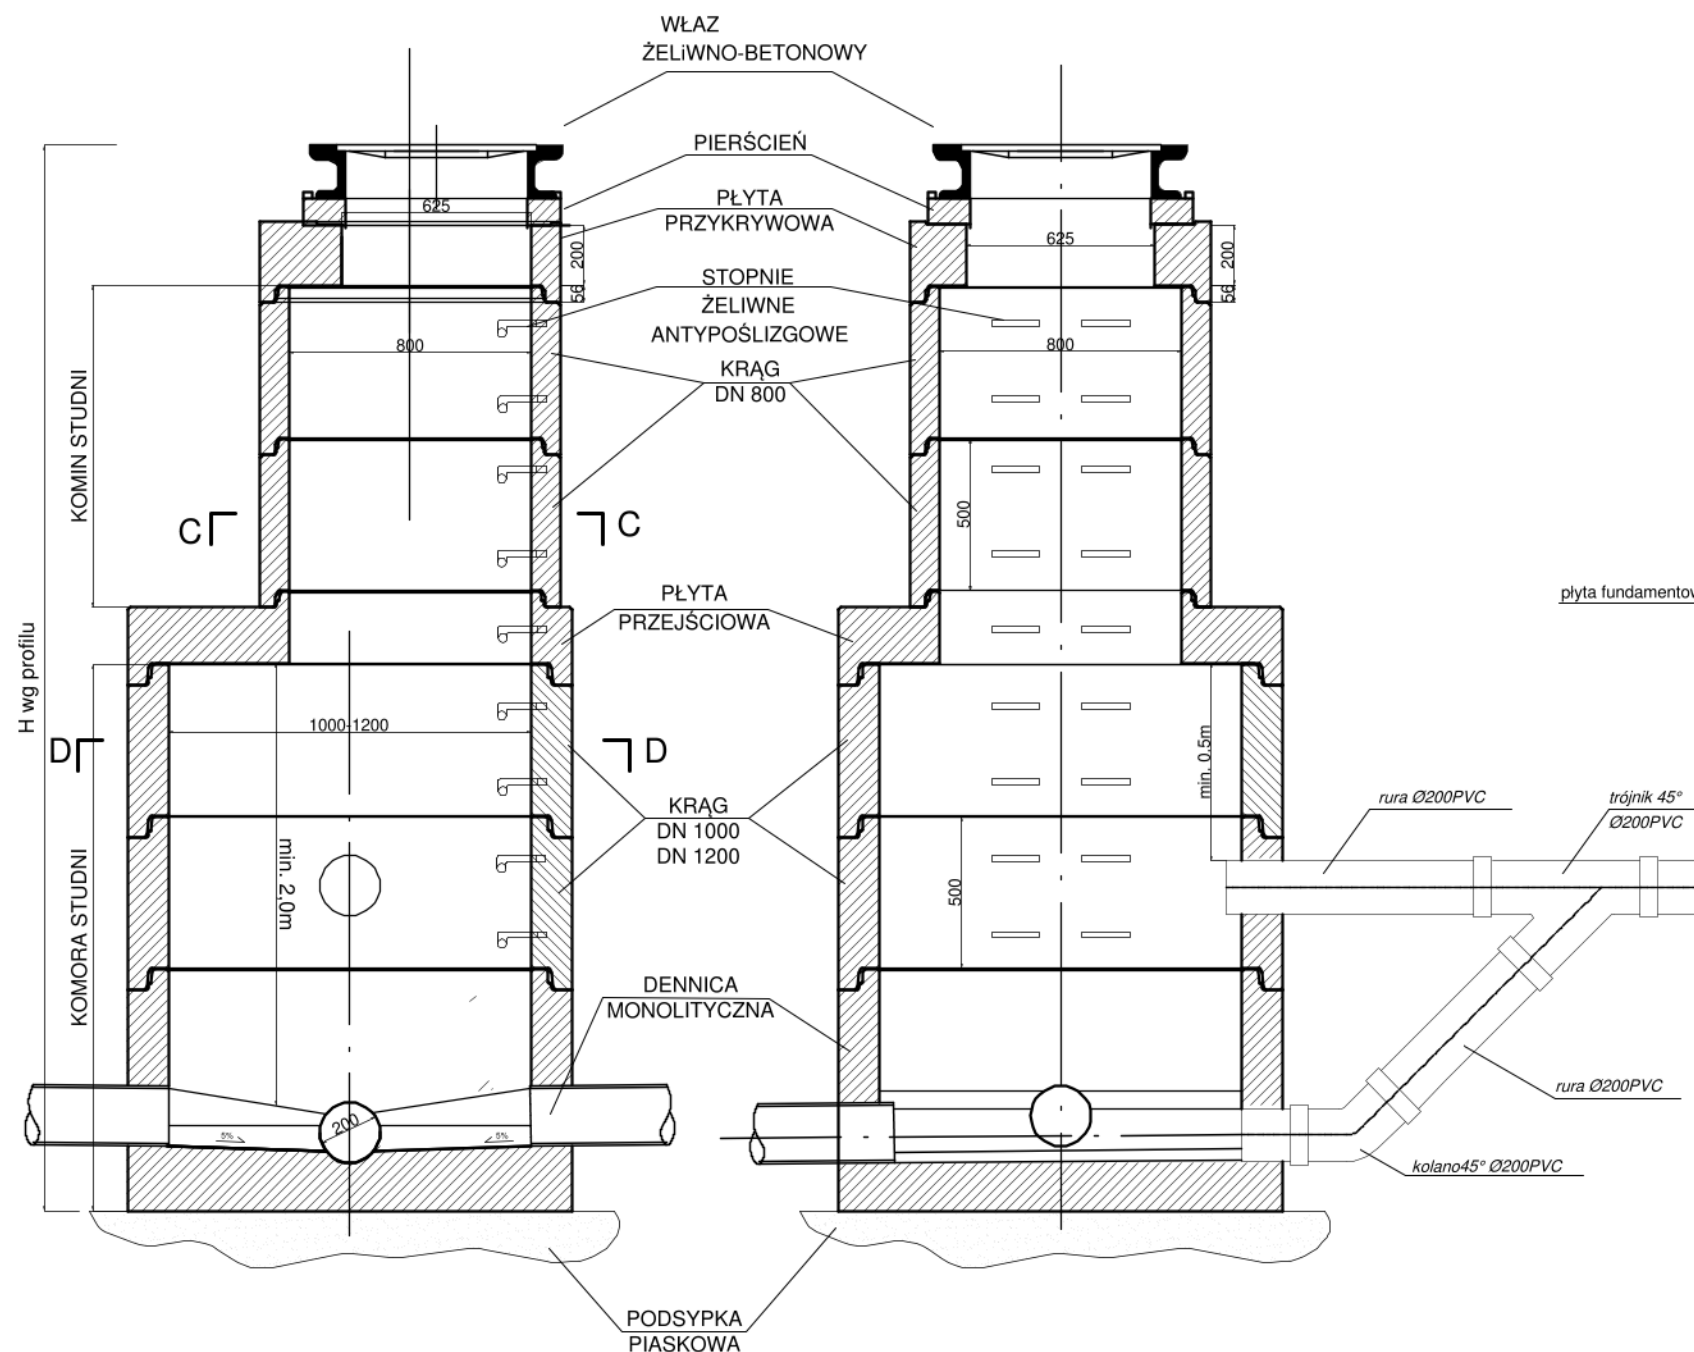 WŁAZ
ŻELiWNO-BETONOWY
PIERŚCIEŃ
PŁYTA
PRZYKRYWOWA
STOPNIE
ŻELIWNE
ANTYPOŚLIZGOWE
KRĄG
DN 800
PŁYTA
PRZEJŚCIOWA
KRĄG
DN 1000
DN 1200
DENNICA
MONOLITYCZNA
PODSYPKA
PIASKOWA
H wg profilu
KOMIN STUDNI
KOMORA STUDNI
625
200
56
800
C
C
D
D
1000-1200
min. 2,0m
200
5%
5%
625
200
56
800
500
min. 0.5m
500
płyta fundamentow
rura Ø200PVC
trójnik 45°
Ø200PVC
rura Ø200PVC
kolano45° Ø200PVC